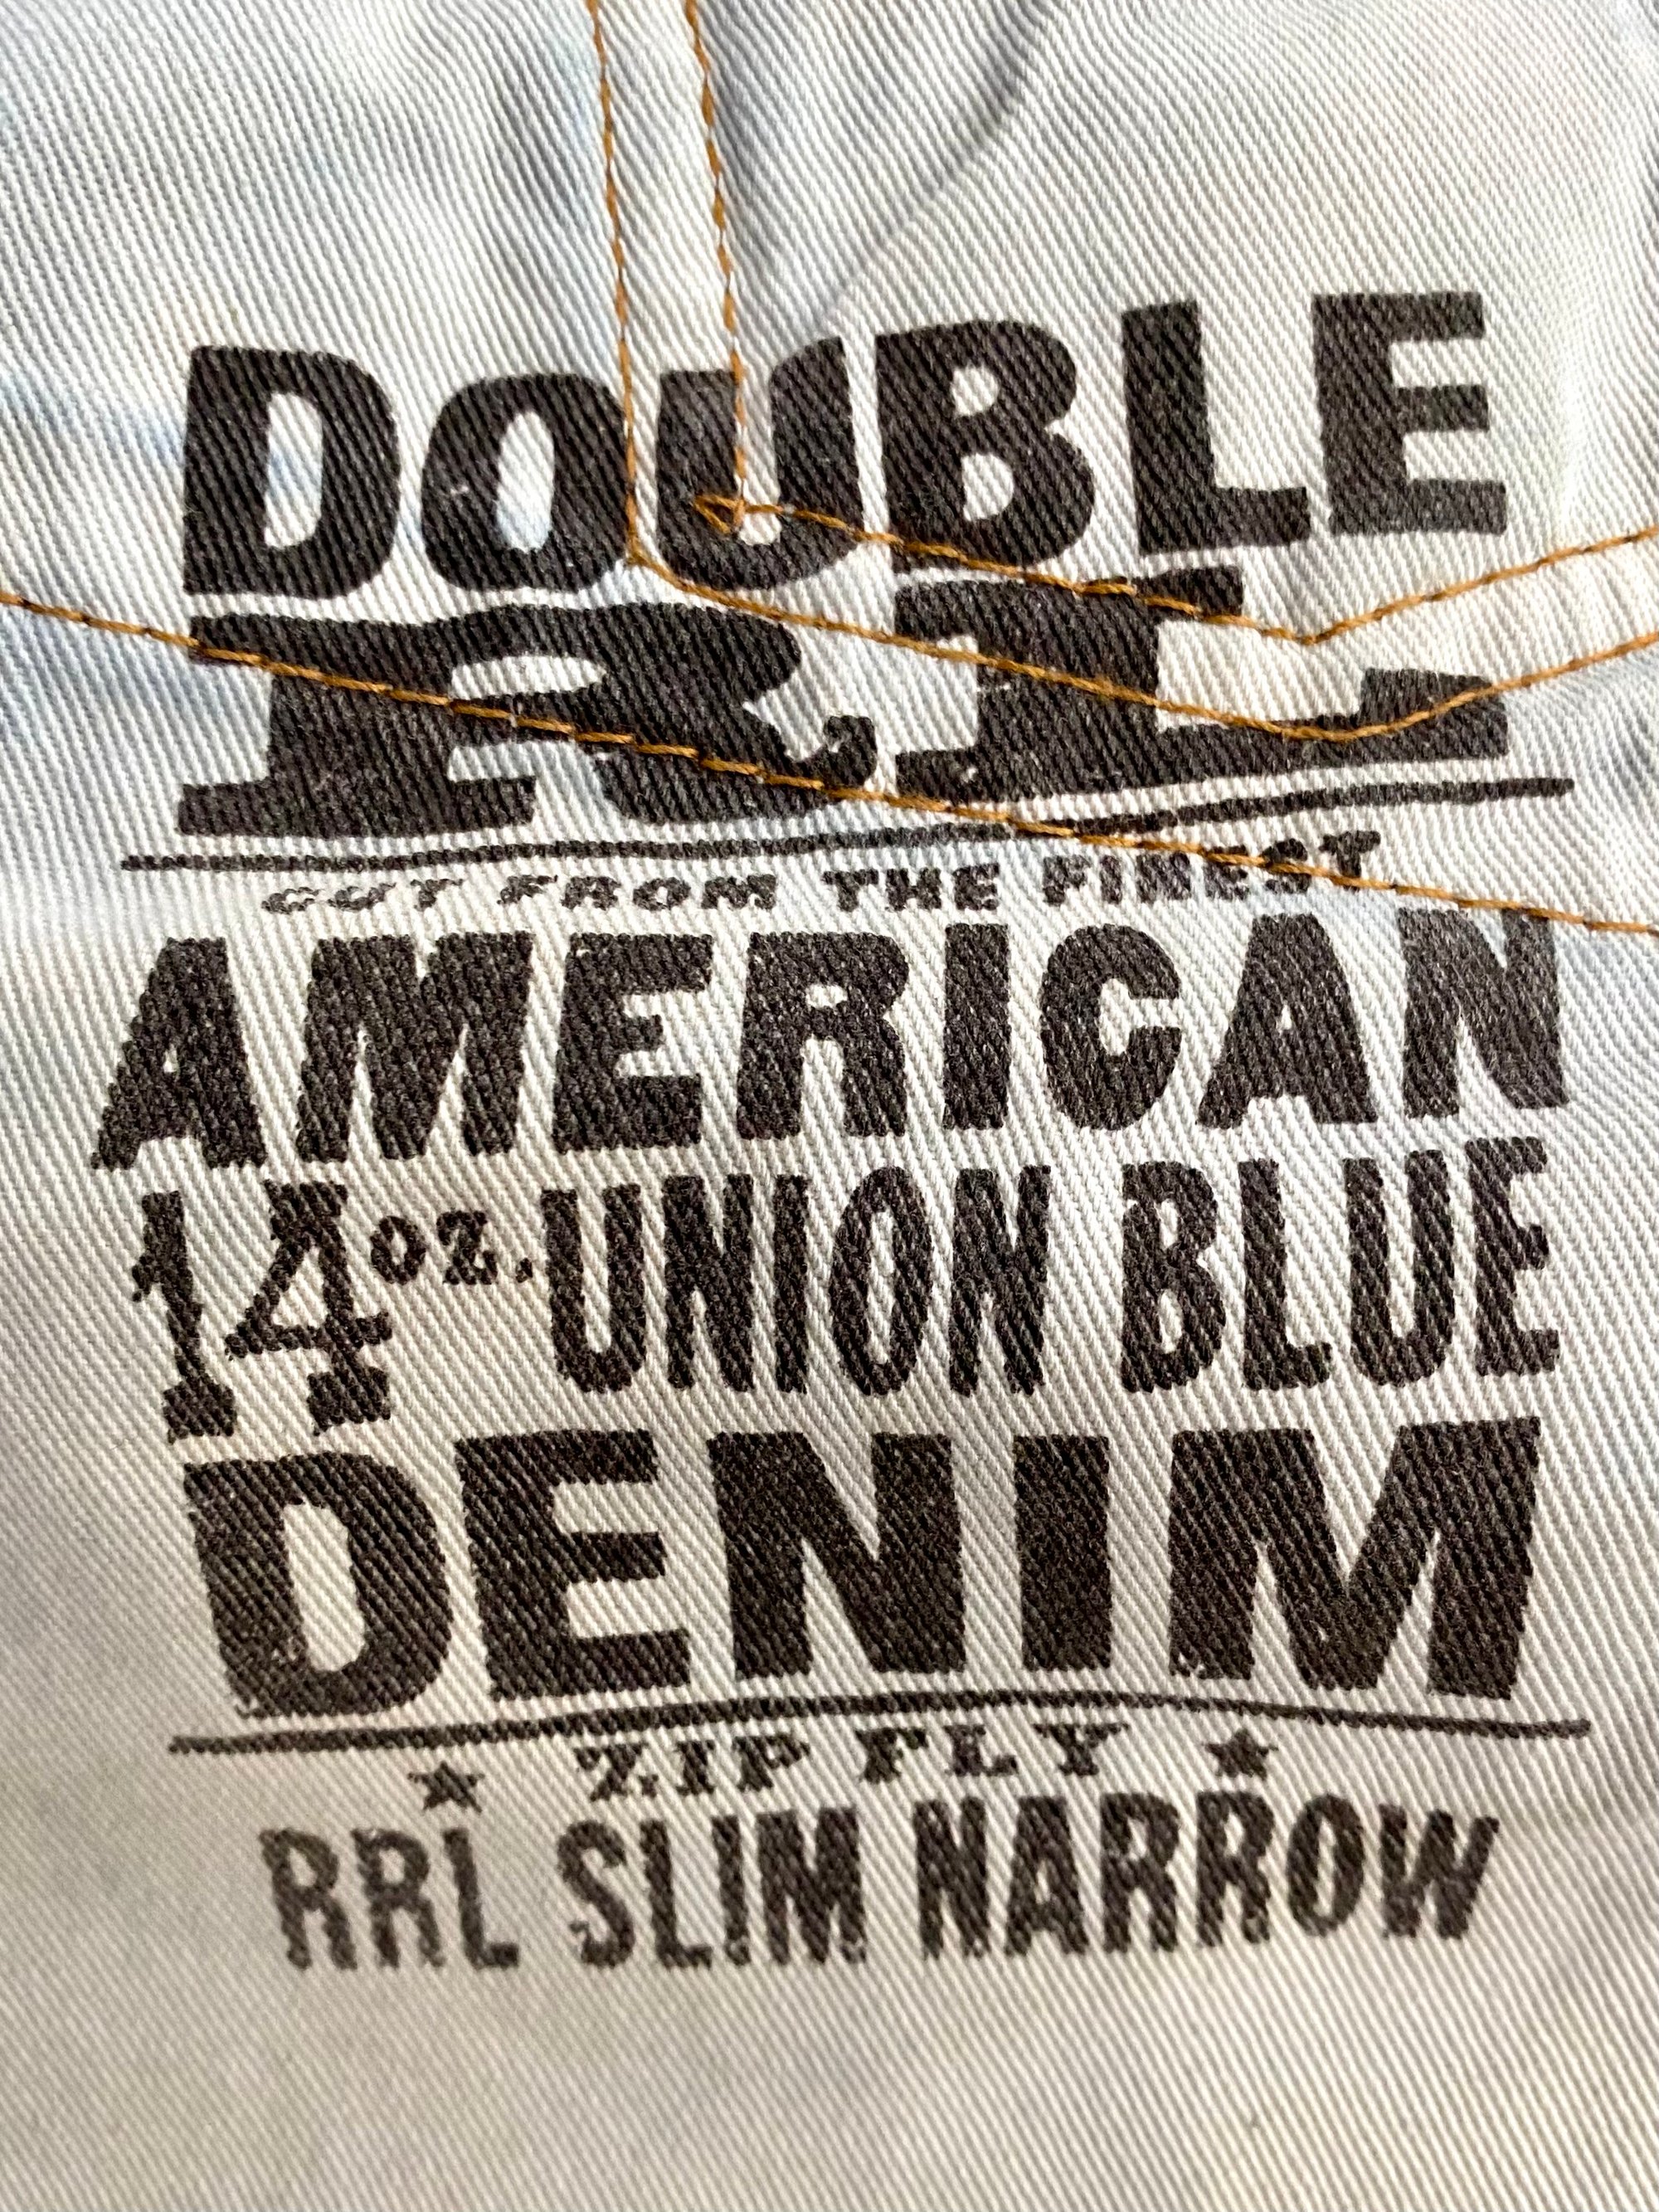 DOUBLE
RL
CUT FROM THE FINEST
AMERICAN
14 OZ. UNION BLUE
DENIM
ZIP FLY
RRL SLIM NARROW